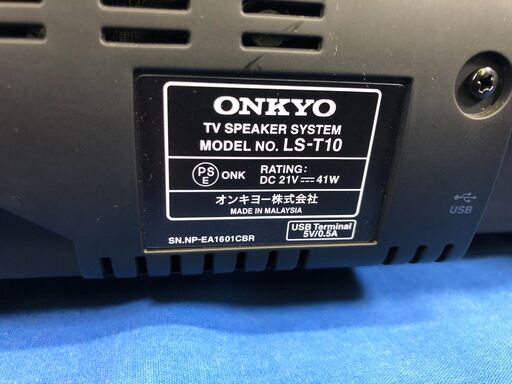 ONKYO
TV SPEAKER SYSTEM
MODEL NO. LS-T10
PS
E
ONK
RATING:
DC 21V⎓41W
オンキヨー株式会社
MADE IN MALAYSIA
SN.NP-EA1601CBR
USB Terminal
5V/0.5A
USB